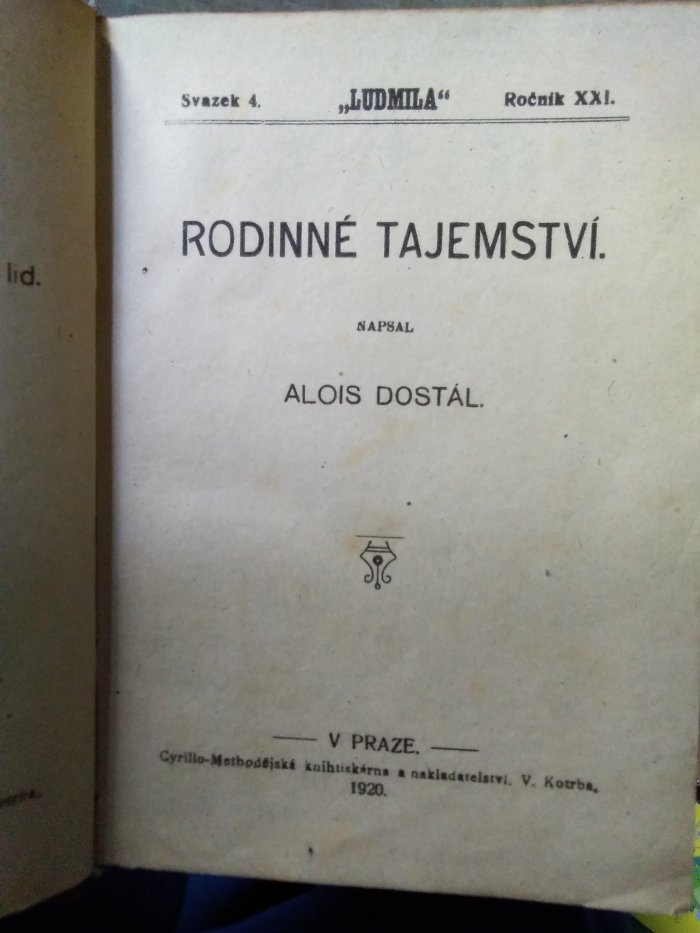 lid.
Svazek 4. „LUDMILA“ Ročník XXI.
RODINNÉ TAJEMSTVÍ.
NAPSAL
ALOIS DOSTÁL.
V PRAZE.
Cyrillo-Methodějská knihtiskárna a nakladatelství. V. Kotrba.
1920.